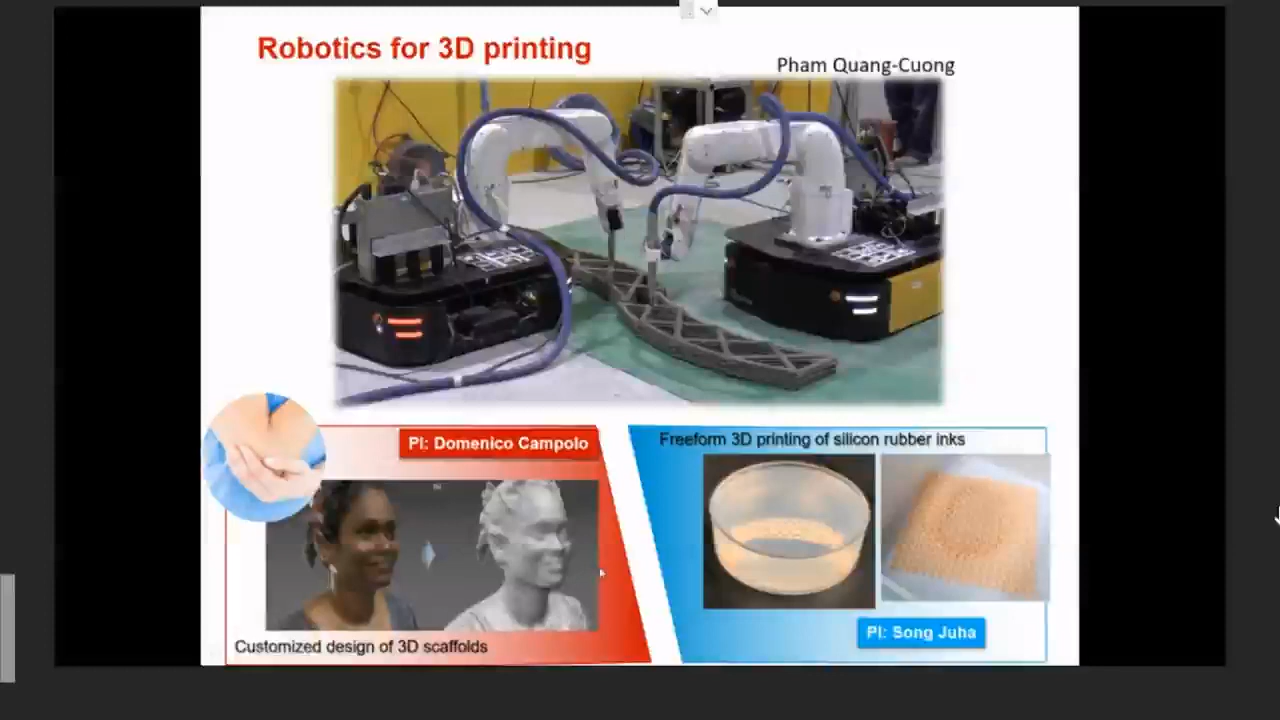 Robotics for 3D printing
Pham Quang-Cuong
PI: Domenico Campolo
Freeform 3D printing of silicon rubber inks
PI: Song Juha
Customized design of 3D scaffolds